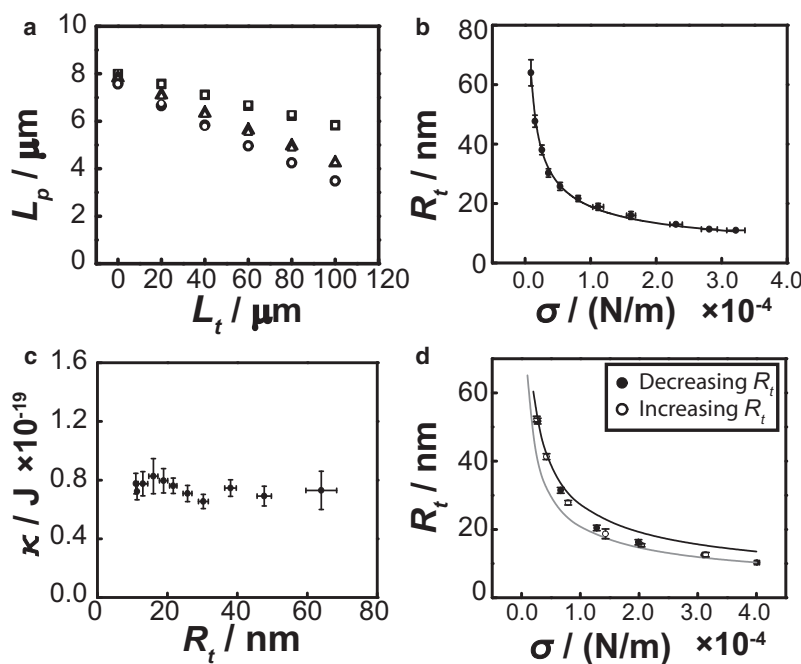 a
10
8
6
4
2
0
L_p / μm
0 20 40 60 80 100 120
L_t / μm
b
80
60
40
20
0
R_t / nm
0.0 1.0 2.0 3.0 4.0
σ / (N/m) ×10⁻⁴
c
1.6
1.2
0.8
0.4
0.0
κ / J ×10⁻¹⁹
0 20 40 60 80
R_t / nm
d
60
40
20
0
R_t / nm
Decreasing R_t
Increasing R_t
0.0 1.0 2.0 3.0 4.0
σ / (N/m) ×10⁻⁴